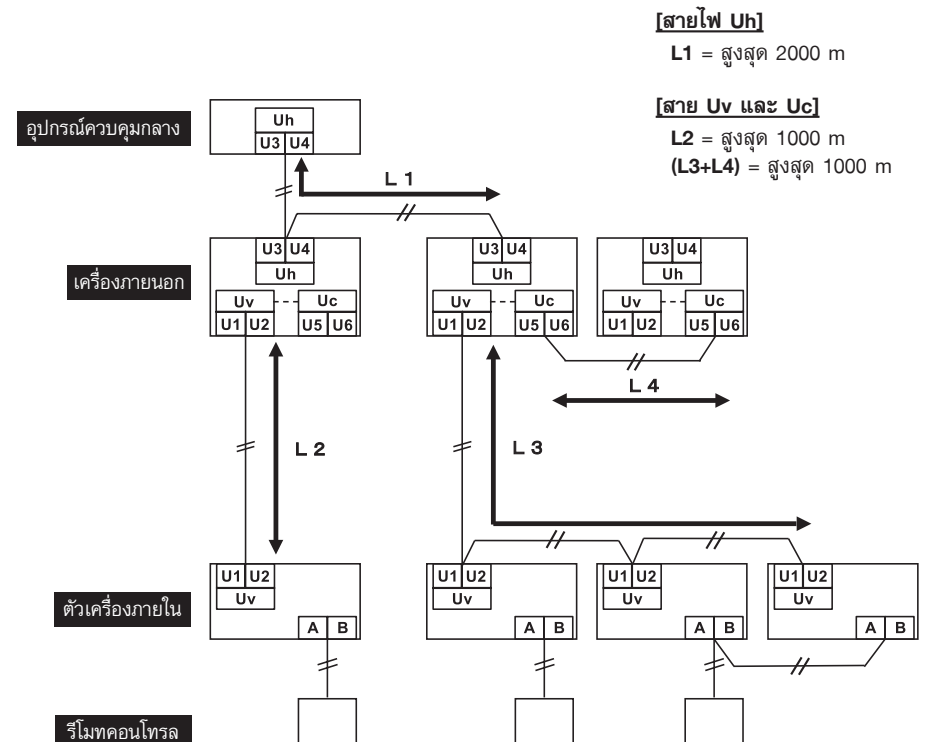 [สายไฟ Uh]
L1 = สูงสุด 2000 m
[สาย Uv และ Uc]
L2 = สูงสุด 1000 m
(L3+L4) = สูงสุด 1000 m
อุปกรณ์ควบคุมกลาง
Uh
U3 U4
L 1
เครื่องภายนอก
U3 U4 U3 U4 U3 U4
Uh Uh Uh
Uv Uc Uv Uc Uv Uc
U1 U2 U5 U6 U1 U2 U5 U6 U1 U2 U5 U6
L 4
L 2 L 3
ตัวเครื่องภายใน
U1 U2 U1 U2 U1 U2 U1 U2
Uv Uv Uv Uv
A B A B A B A B
รีโมทคอนโทรล